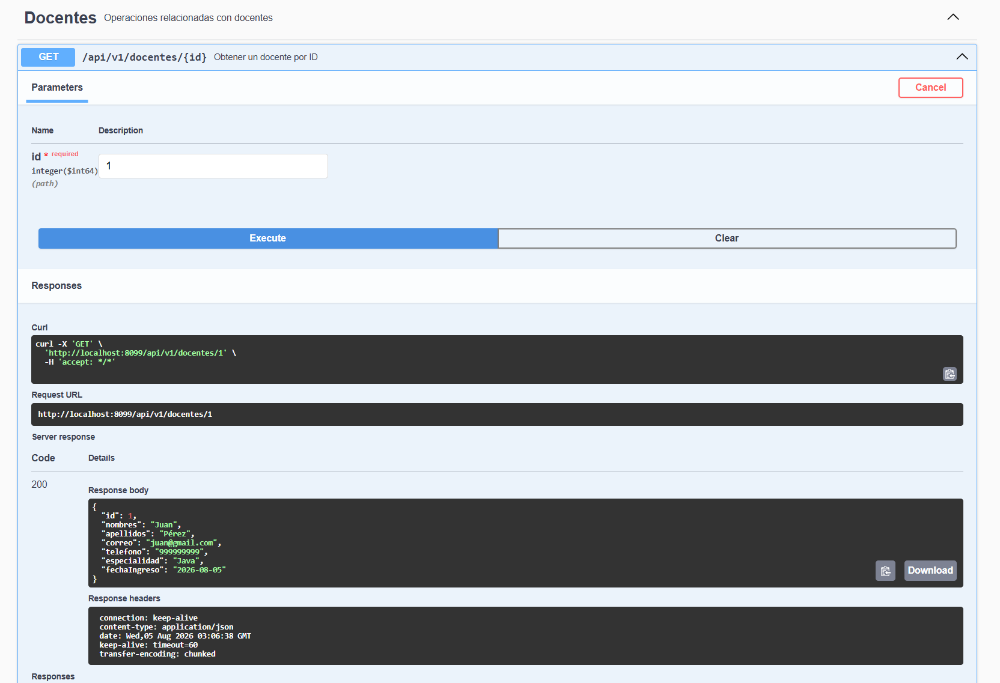 Docentes Operaciones relacionadas con docentes
GET /api/v1/docentes/{id} Obtener un docente por ID
Parameters Cancel
Name Description
id * required
integer($int64)
(path)
1
Execute Clear
Responses
Curl
curl -X 'GET' \
  'http://localhost:8099/api/v1/docentes/1' \
  -H 'accept: */*'
Request URL
http://localhost:8099/api/v1/docentes/1
Server response
Code Details
200
Response body
{
  "id": 1,
  "nombres": "Juan",
  "apellidos": "Pérez",
  "correo": "juan@gmail.com",
  "telefono": "999999999",
  "especialidad": "Java",
  "fechaIngreso": "2026-08-05"
}
Download
Response headers
connection: keep-alive
content-type: application/json
date: Wed,05 Aug 2026 03:06:38 GMT
keep-alive: timeout=60
transfer-encoding: chunked
Responses